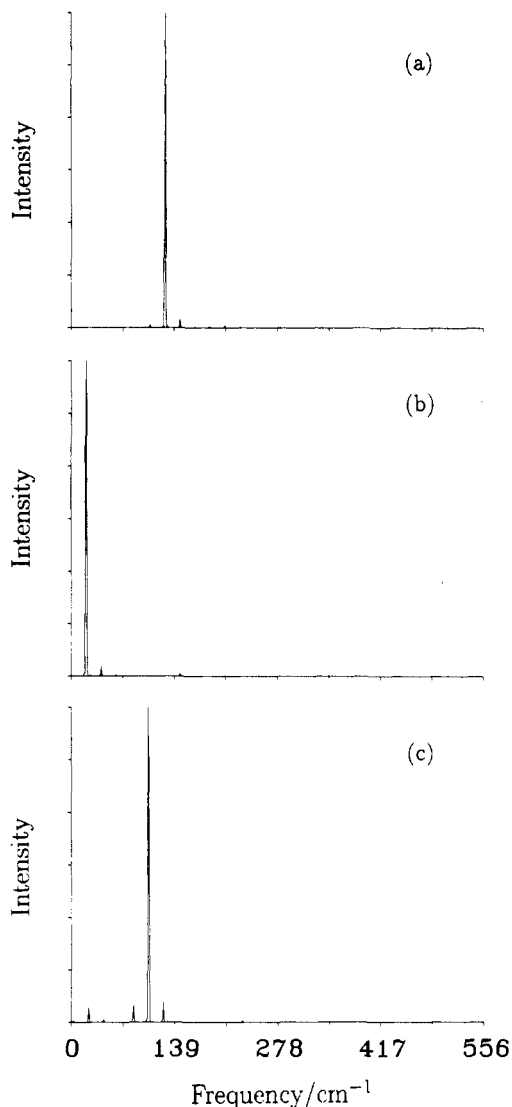 (a)
Intensity
(b)
Intensity
(c)
Intensity
0 139 278 417 556
Frequency/cm⁻¹